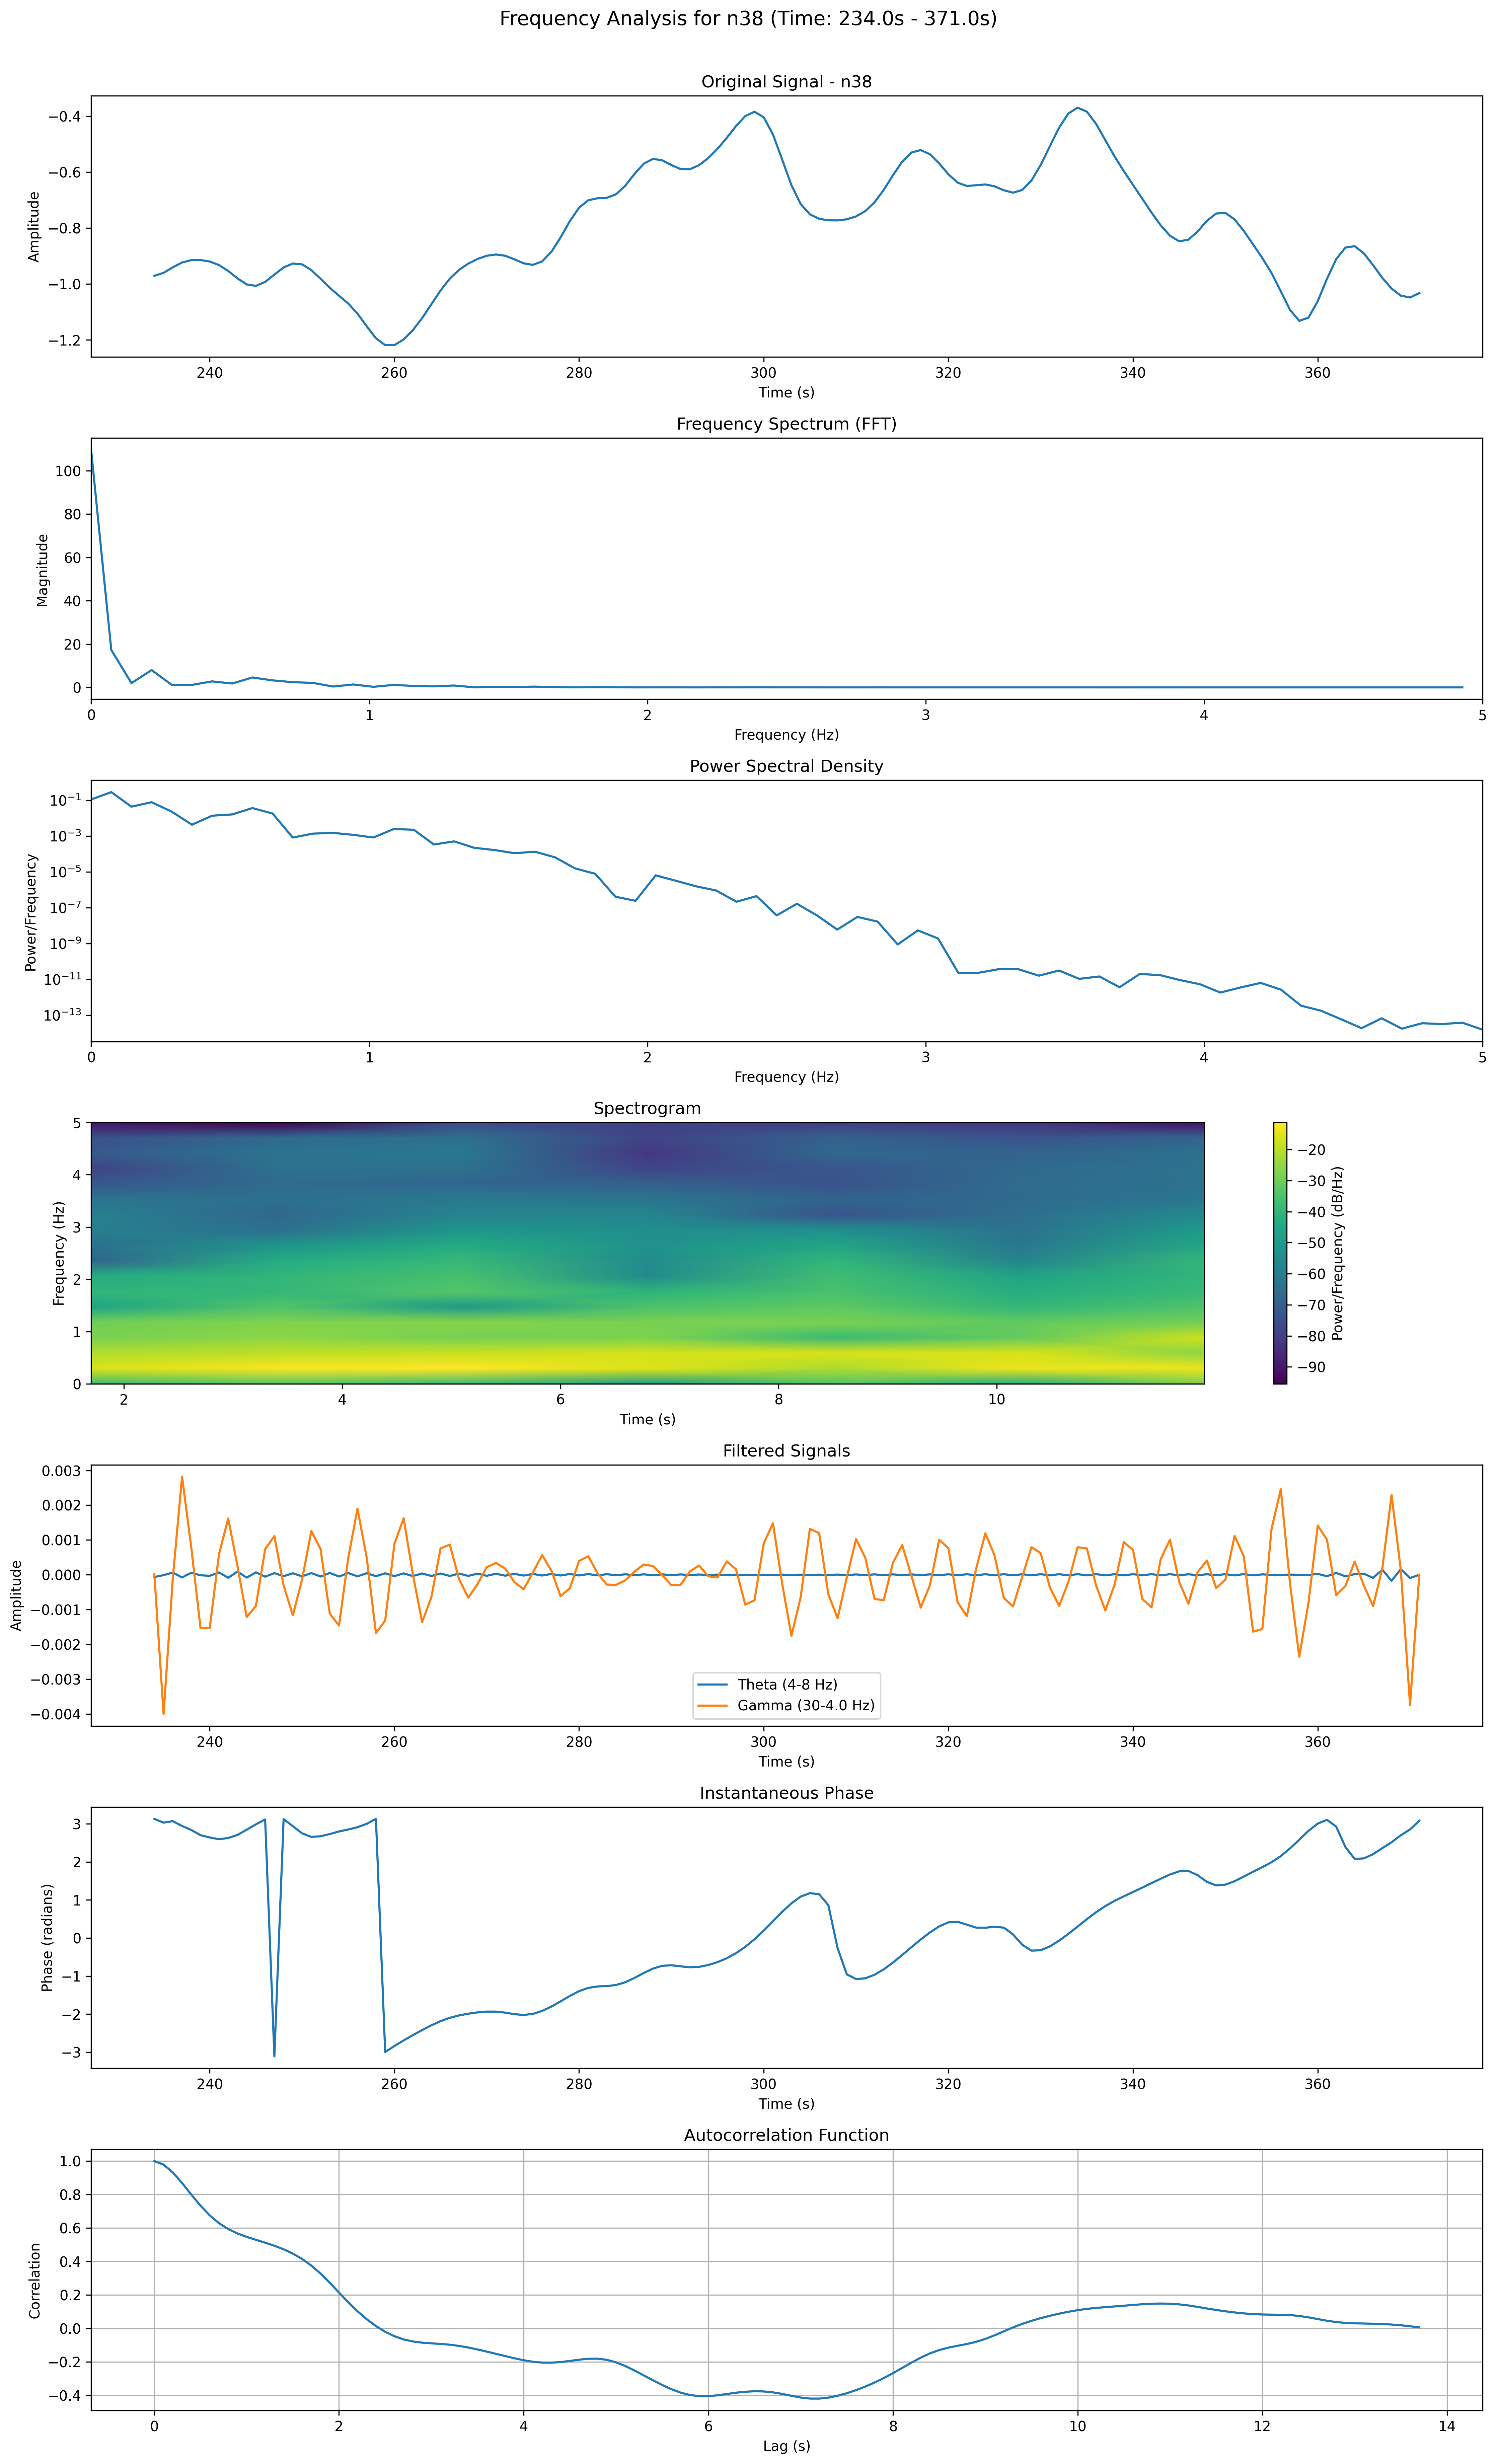 Frequency Analysis for n38 (Time: 234.0s - 371.0s)
Original Signal - n38
Amplitude
−0.4
−0.6
−0.8
−1.0
−1.2
240 260 280 300 320 340 360
Time (s)
Frequency Spectrum (FFT)
Magnitude
100
80
60
40
20
0
0 1 2 3 4 5
Frequency (Hz)
Power Spectral Density
Power/Frequency
10⁻¹
10⁻³
10⁻⁵
10⁻⁷
10⁻⁹
10⁻¹¹
10⁻¹³
0 1 2 3 4 5
Frequency (Hz)
Spectrogram
Frequency (Hz)
5
4
3
2
1
0
2 4 6 8 10
Time (s)
−20
−30
−40
−50
−60
−70
−80
−90
Power/Frequency (dB/Hz)
Filtered Signals
Amplitude
0.003
0.002
0.001
0.000
−0.001
−0.002
−0.003
−0.004
Theta (4-8 Hz)
Gamma (30-4.0 Hz)
240 260 280 300 320 340 360
Time (s)
Instantaneous Phase
Phase (radians)
3
2
1
0
−1
−2
−3
240 260 280 300 320 340 360
Time (s)
Autocorrelation Function
Correlation
1.0
0.8
0.6
0.4
0.2
0.0
−0.2
−0.4
0 2 4 6 8 10 12 14
Lag (s)